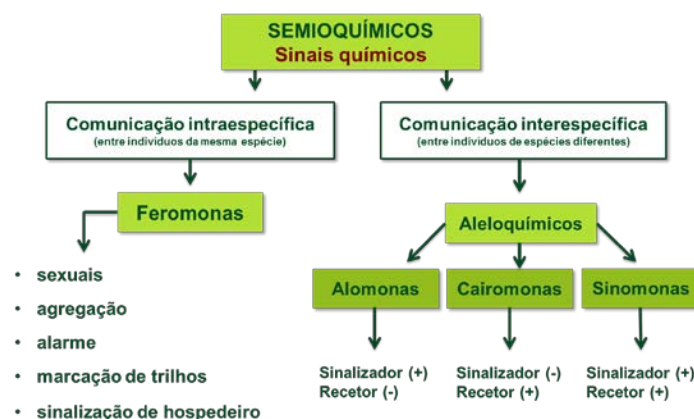 SEMIOQUÍMICOS
Sinais químicos
Comunicação intraespecífica
(entre indivíduos da mesma espécie)
Comunicação interespecífica
(entre indivíduos de espécies diferentes)
Feromonas
• sexuais
• agregação
• alarme
• marcação de trilhos
• sinalização de hospedeiro
Aleloquímicos
Alomonas
Cairomonas
Sinomonas
Sinalizador (+)
Recetor (-)
Sinalizador (-)
Recetor (+)
Sinalizador (+)
Recetor (+)